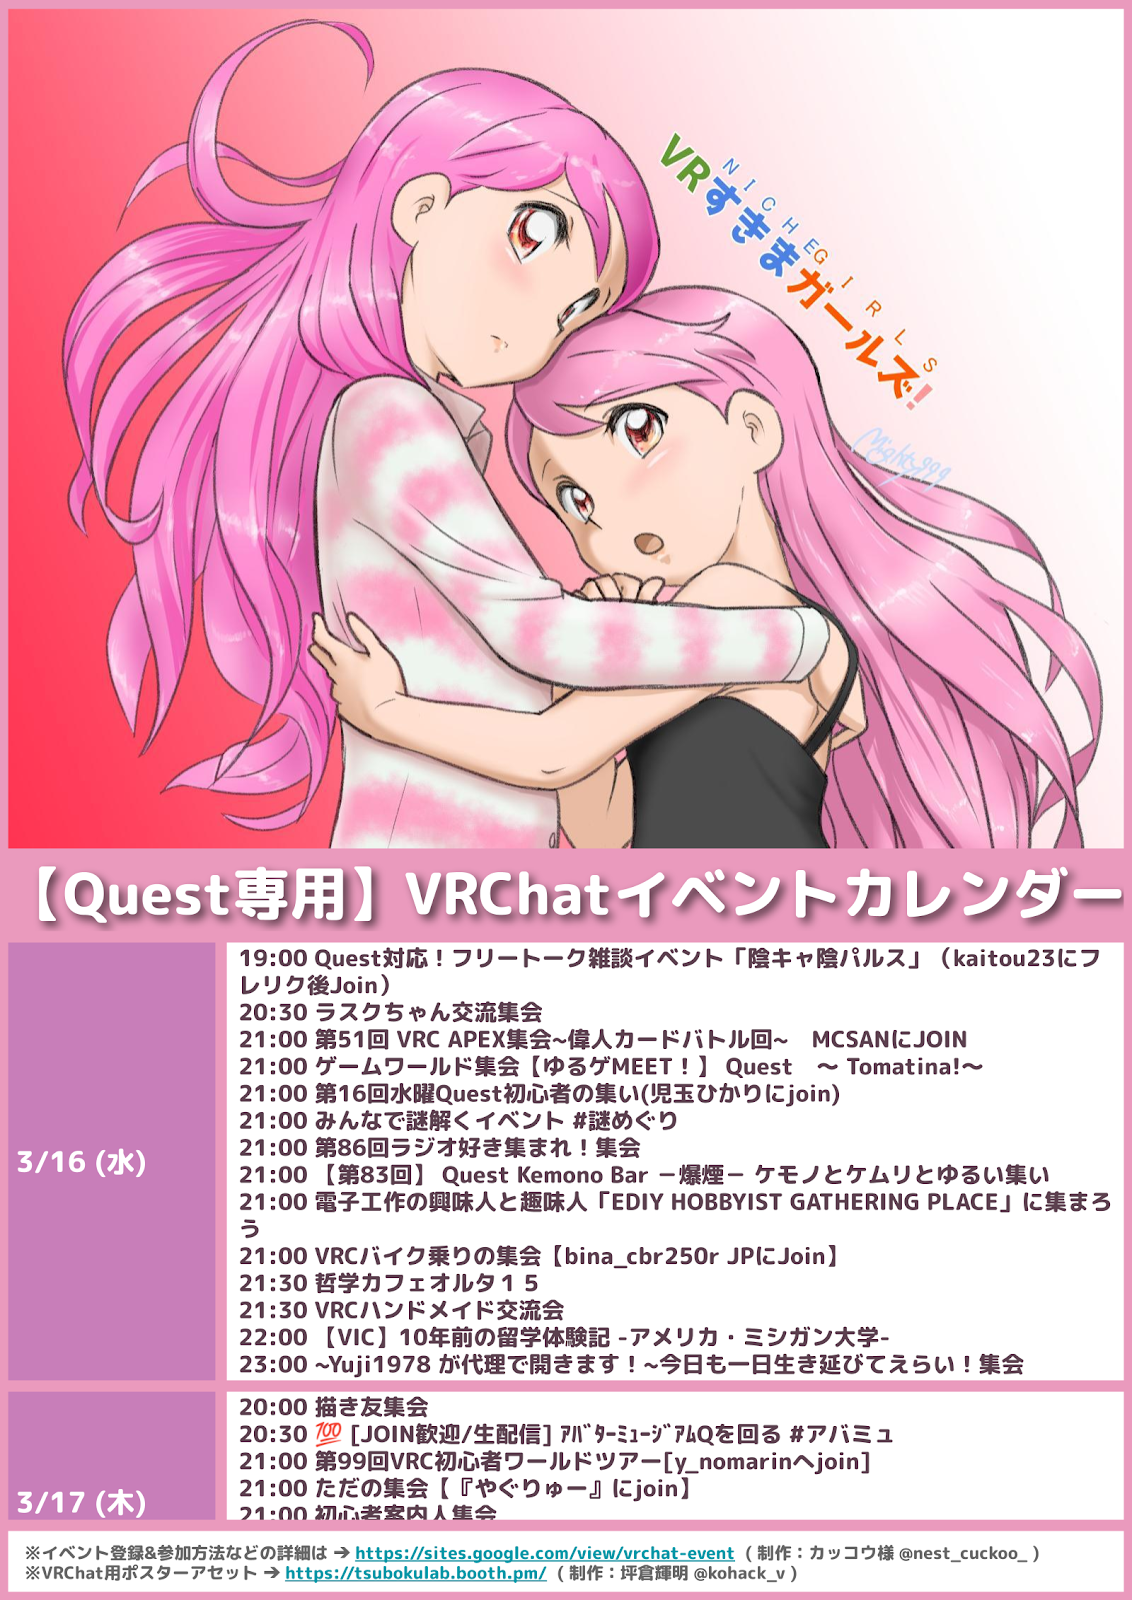 NICHEGIRLS
VRすきまガールズ!
Mighty999
【Quest専用】VRChatイベントカレンダー
3/16 (水)
19:00 Quest対応！フリートーク雑談イベント「陰キャ陰パルス」（kaitou23にフ
レリク後Join）
20:30 ラスクちゃん交流集会
21:00 第51回 VRC APEX集会~偉人カードバトル回~　MCSANにJOIN
21:00 ゲームワールド集会【ゆるゲMEET！】 Quest　～ Tomatina!～
21:00 第16回水曜Quest初心者の集い(児玉ひかりにjoin)
21:00 みんなで謎解くイベント #謎めぐり
21:00 第86回ラジオ好き集まれ！集会
21:00 【第83回】 Quest Kemono Bar －爆煙－ ケモノとケムリとゆるい集い
21:00 電子工作の興味人と趣味人「EDIY HOBBYIST GATHERING PLACE」に集まろ
う
21:00 VRCバイク乗りの集会【bina_cbr250r JPにJoin】
21:30 哲学カフェオルタ１５
21:30 VRCハンドメイド交流会
22:00 【VIC】10年前の留学体験記 -アメリカ・ミシガン大学-
23:00 ~Yuji1978 が代理で開きます！~今日も一日生き延びてえらい！集会
3/17 (木)
20:00 描き友集会
20:30 💯 [JOIN歓迎/生配信] ｱﾊﾞﾀｰﾐｭｰｼﾞｱﾑQを回る #アバミュ
21:00 第99回VRC初心者ワールドツアー[y_nomarinへjoin]
21:00 ただの集会【『やぐりゅー』にjoin】
21:00 初心者案内人集会
※イベント登録&参加方法などの詳細は → https://sites.google.com/view/vrchat-event ( 制作：カッコウ様 @nest_cuckoo_ )
※VRChat用ポスターアセット → https://tsubokulab.booth.pm/ ( 制作：坪倉輝明 @kohack_v )